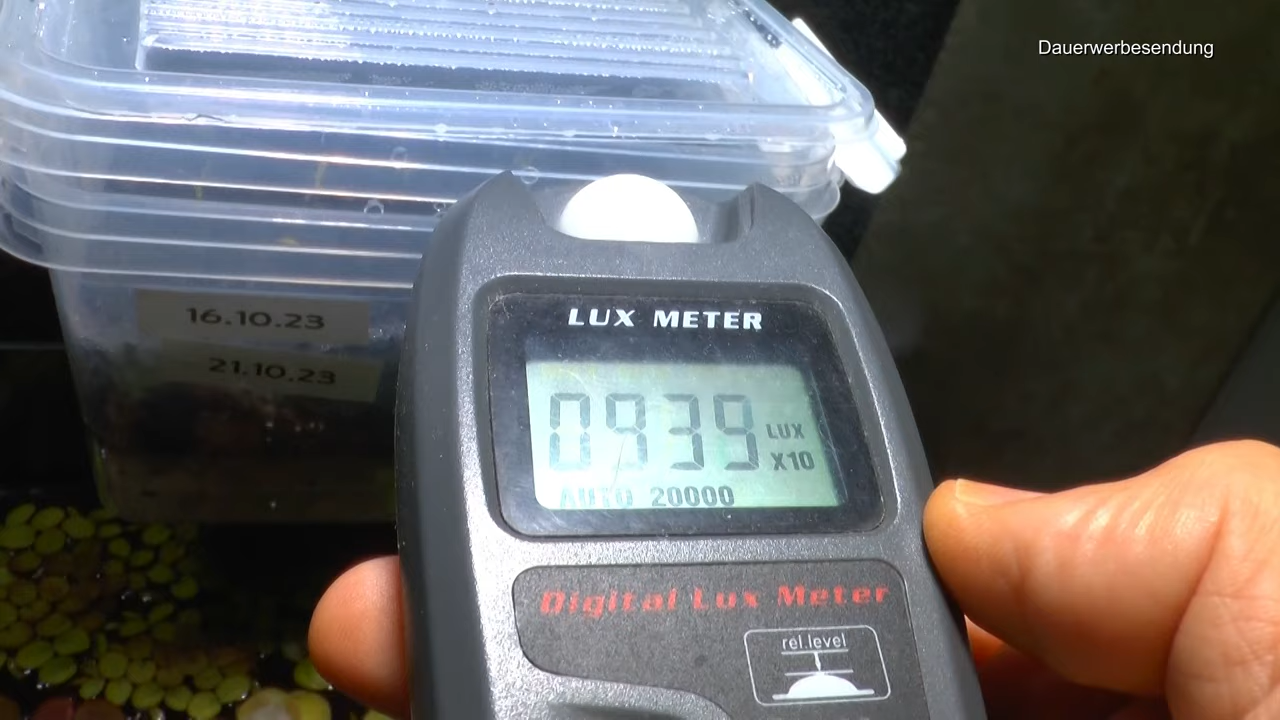 Dauerwerbesendung
16.10.23
21.10.23
LUX METER
0939 LUX
X10
AUTO 20000
Digital Lux Meter
rel.level